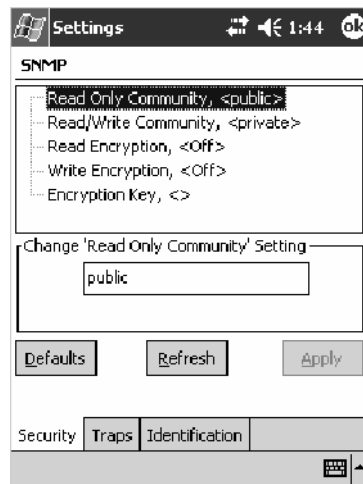 Settings 1:44 ok
SNMP
Read Only Community, <public>
Read/Write Community, <private>
Read Encryption, <Off>
Write Encryption, <Off>
Encryption Key, <>
Change 'Read Only Community' Setting
public
Defaults Refresh Apply
Security Traps Identification